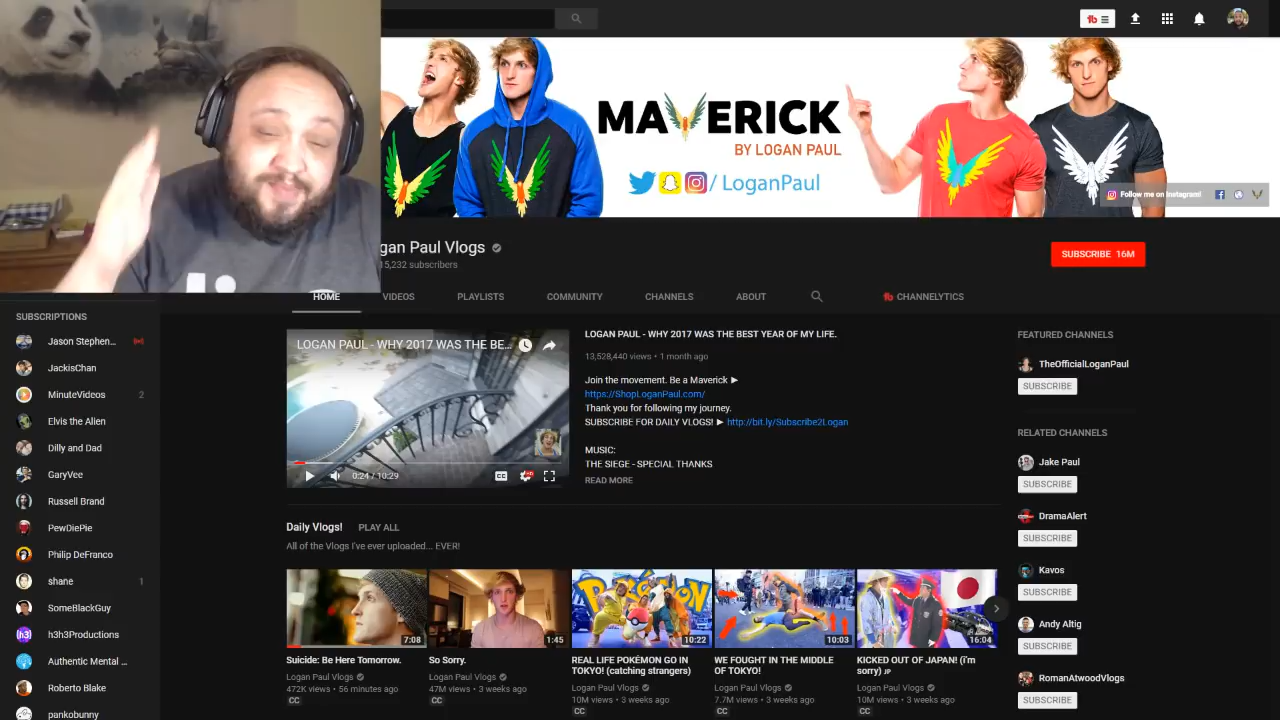 MAVERICK
BY LOGAN PAUL
/ LoganPaul
Follow me on Instagram!
gan Paul Vlogs
15,232 subscribers
SUBSCRIBE 16M
HOME
VIDEOS
PLAYLISTS
COMMUNITY
CHANNELS
ABOUT
CHANNELYTICS
SUBSCRIPTIONS
Jason Stephen...
JackisChan
MinuteVideos 2
Elvis the Alien
Dilly and Dad
GaryVee
Russell Brand
PewDiePie
Philip DeFranco
shane 1
SomeBlackGuy
h3h3Productions
Authentic Mental ...
Roberto Blake
pankobunny
LOGAN PAUL - WHY 2017 WAS THE BE...
0:24 / 10:29
CC
LOGAN PAUL - WHY 2017 WAS THE BEST YEAR OF MY LIFE.
13,528,440 views • 1 month ago
Join the movement. Be a Maverick ►
https://ShopLoganPaul.com/
Thank you for following my journey.
SUBSCRIBE FOR DAILY VLOGS! ► http://bit.ly/Subscribe2Logan
MUSIC:
THE SIEGE - SPECIAL THANKS
READ MORE
Daily Vlogs! PLAY ALL
All of the Vlogs I've ever uploaded... EVER!
7:08
Suicide: Be Here Tomorrow.
Logan Paul Vlogs
472K views • 56 minutes ago
CC
1:45
So Sorry.
Logan Paul Vlogs
47M views • 3 weeks ago
CC
POKÉMON
10:22
REAL LIFE POKÉMON GO IN
TOKYO! (catching strangers)
Logan Paul Vlogs
10M views • 3 weeks ago
CC
10:03
WE FOUGHT IN THE MIDDLE
OF TOKYO!
Logan Paul Vlogs
7.7M views • 3 weeks ago
CC
16:04
KICKED OUT OF JAPAN! (i'm
sorry) JP
Logan Paul Vlogs
10M views • 3 weeks ago
CC
FEATURED CHANNELS
TheOfficialLoganPaul
SUBSCRIBE
RELATED CHANNELS
Jake Paul
SUBSCRIBE
DramaAlert
SUBSCRIBE
Kavos
SUBSCRIBE
Andy Altig
SUBSCRIBE
RomanAtwoodVlogs
SUBSCRIBE